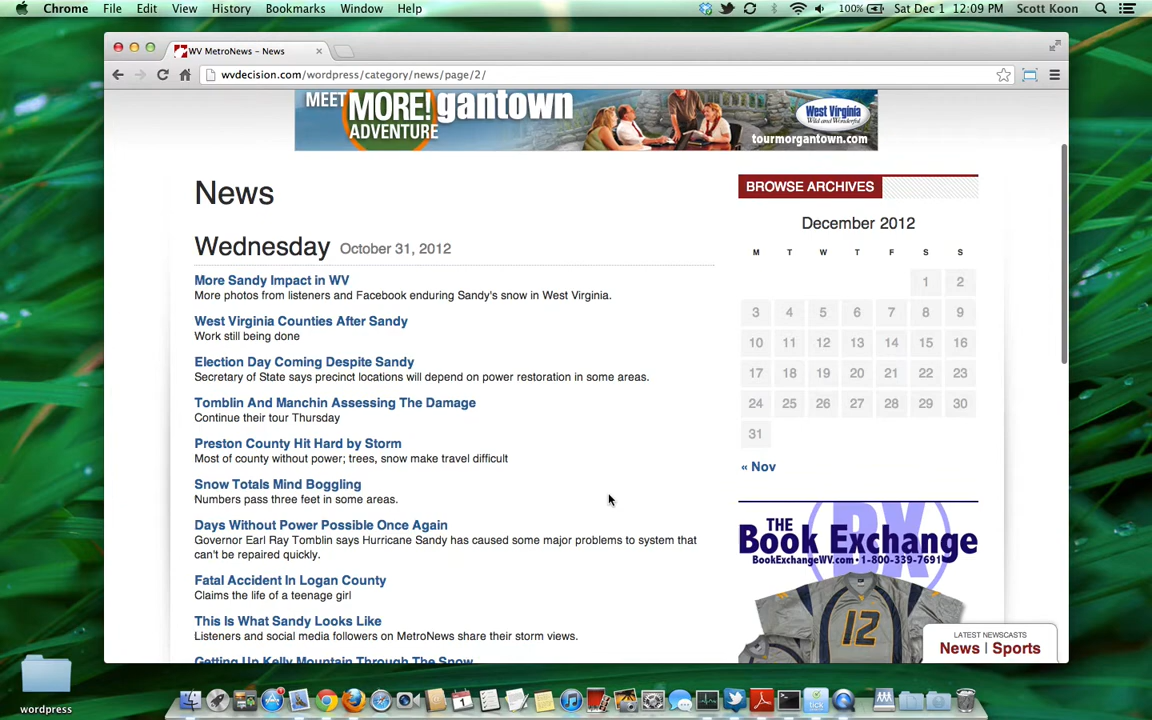 Chrome File Edit View History Bookmarks Window Help 100% Sat Dec 1 12:09 PM Scott Koon
WV MetroNews – News
wvdecision.com/wordpress/category/news/page/2/
MEET MORE!gantown
ADVENTURE
West Virginia
Wild and Wonderful
tourmorgantown.com
News
Wednesday October 31, 2012
More Sandy Impact in WV
More photos from listeners and Facebook enduring Sandy's snow in West Virginia.
West Virginia Counties After Sandy
Work still being done
Election Day Coming Despite Sandy
Secretary of State says precinct locations will depend on power restoration in some areas.
Tomblin And Manchin Assessing The Damage
Continue their tour Thursday
Preston County Hit Hard by Storm
Most of county without power; trees, snow make travel difficult
Snow Totals Mind Boggling
Numbers pass three feet in some areas.
Days Without Power Possible Once Again
Governor Earl Ray Tomblin says Hurricane Sandy has caused some major problems to system that
can't be repaired quickly.
Fatal Accident In Logan County
Claims the life of a teenage girl
This Is What Sandy Looks Like
Listeners and social media followers on MetroNews share their storm views.
Getting Up Kelly Mountain Through The Snow
BROWSE ARCHIVES
December 2012
M T W T F S S
1 2
3 4 5 6 7 8 9
10 11 12 13 14 15 16
17 18 19 20 21 22 23
24 25 26 27 28 29 30
31
« Nov
BX
THE
Book Exchange
BookExchangeWV.com • 1-800-339-7691
12
LATEST NEWSCASTS
News | Sports
wordpress
tick